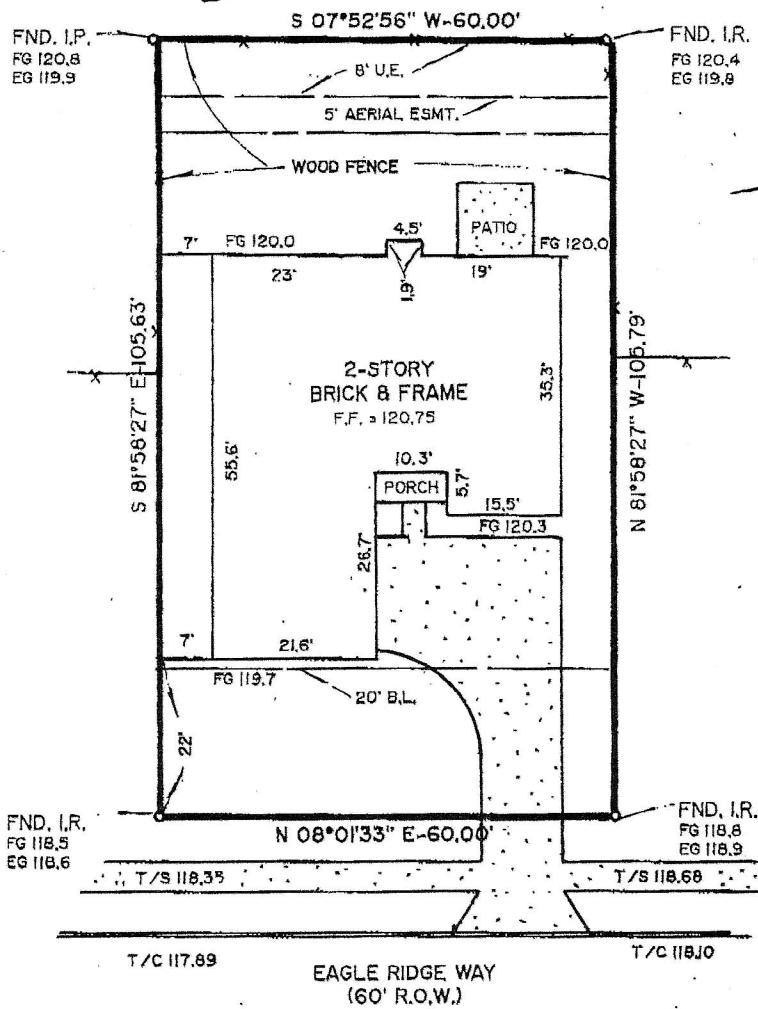 S 07°52'56" W-60.00'
FND. I.P.
FG 120.8
EG 119.9
FND. I.R.
FG 120.4
EG 119.8
8' U.E.
5' AERIAL ESMT.
WOOD FENCE
PATIO
4.5'
7'
FG 120.0
FG 120.0
23'
1.9'
19'
S 81°58'27" E-105.63'
N 81°58'27" W-105.79'
2-STORY
BRICK & FRAME
F.F. = 120.75
35.3'
55.6'
10.3'
PORCH
5.7'
15.5'
FG 120.3
26.7'
7'
21.6'
FG 119.7
20' B.L.
22'
FND. I.R.
FG 118.5
EG 118.6
N 08°01'33" E-60.00'
FND. I.R.
FG 118.8
EG 118.9
T/S 118.35
T/S 118.68
T/C 117.89
T/C 118.10
EAGLE RIDGE WAY
(60' R.O.W.)